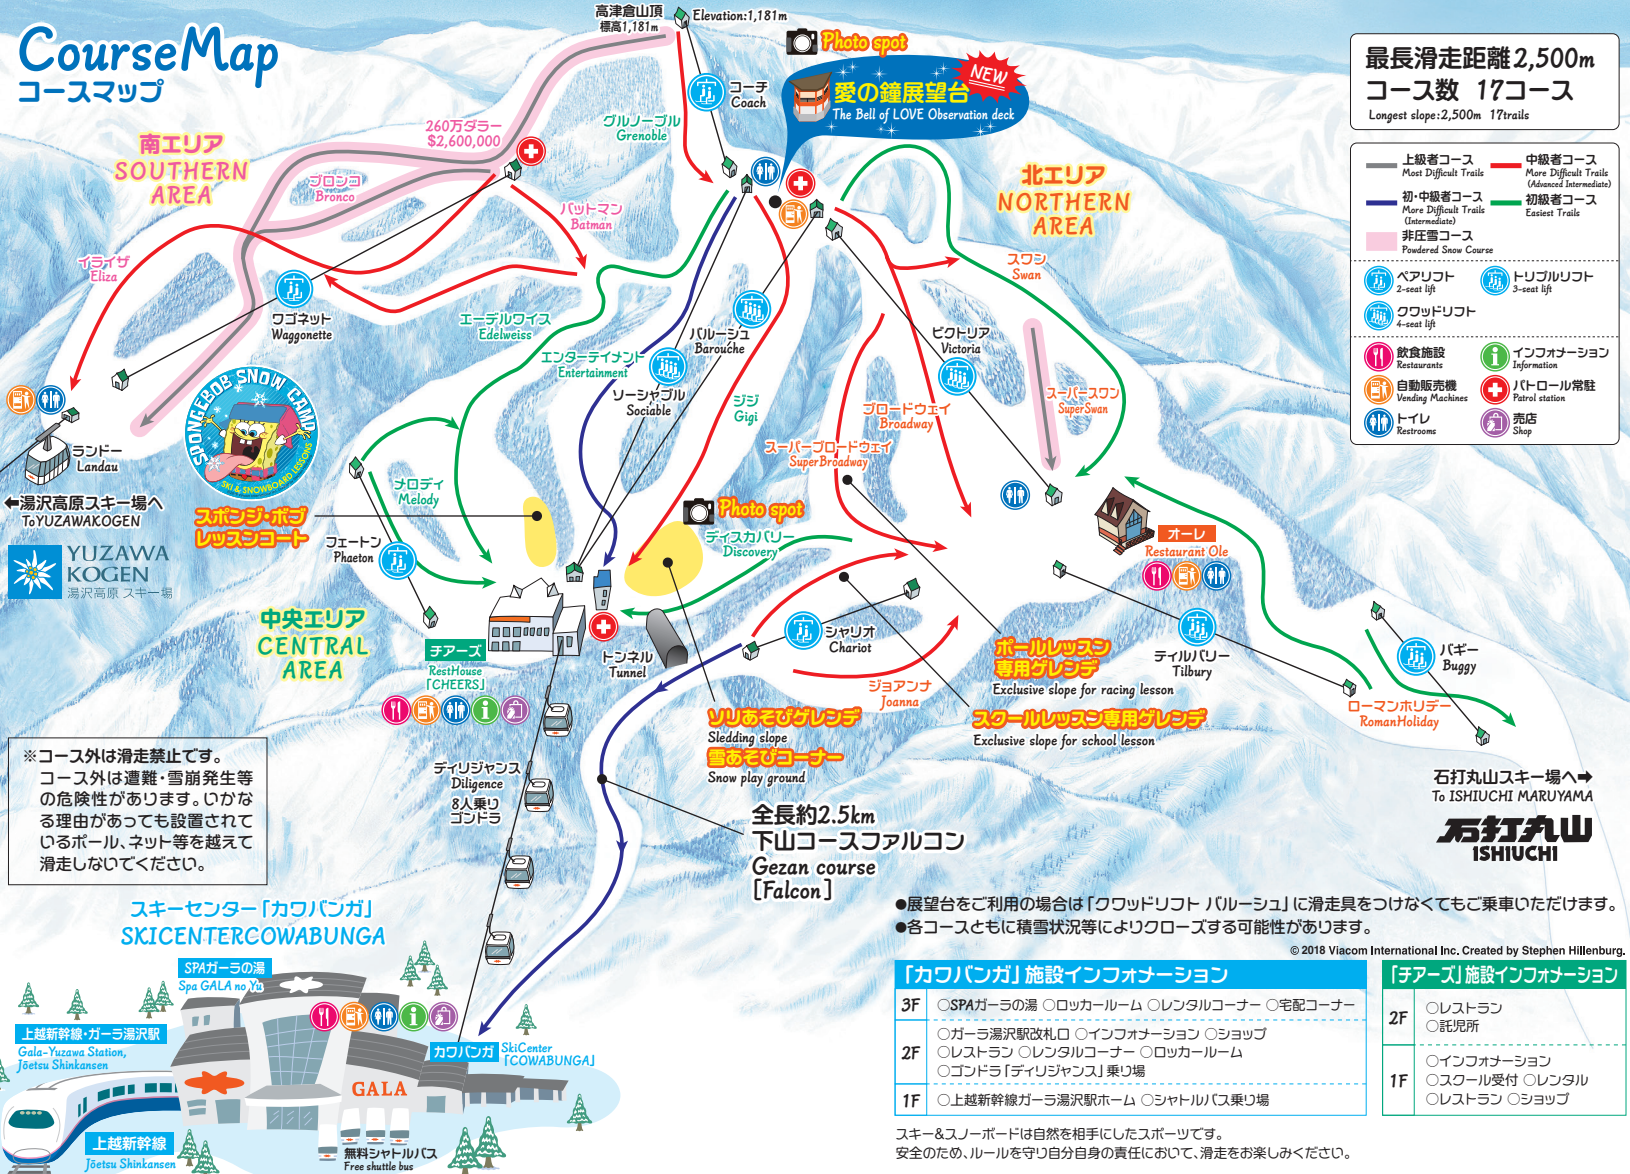 CourseMap
コースマップ
高津倉山頂
標高1,181m
Elevation:1,181m
Photo spot
NEW
愛の鐘展望台
The Bell of LOVE Observation deck
コーチ
Coach
グルノーブル
Grenoble
260万ダラー
$2,600,000
南エリア
SOUTHERN
AREA
ブロンコ
Bronco
バットマン
Batman
イライザ
Eliza
ワゴネット
Waggonette
北エリア
NORTHERN
AREA
スワン
Swan
エーデルワイス
Edelweiss
エンターテイメント
Entertainment
バルーシュ
Barouche
ソーシャブル
Sociable
ジジ
Gigi
ビクトリア
Victoria
スーパースワン
SuperSwan
ブロードウェイ
Broadway
スーパーブロードウェイ
SuperBroadway
最長滑走距離2,500m
コース数 17コース
Longest slope:2,500m 17trails
上級者コース
Most Difficult Trails
中級者コース
More Difficult Trails
(Advanced Intermediate)
初・中級者コース
More Difficult Trails
(Intermediate)
初級者コース
Easiest Trails
非圧雪コース
Powdered Snow Course
ペアリフト
2-seat lift
トリプルリフト
3-seat lift
クワッドリフト
4-seat lift
飲食施設
Restaurants
インフォメーション
Information
自動販売機
Vending Machines
パトロール常駐
Patrol station
トイレ
Restrooms
売店
Shop
SPONGEBOB SNOW CAMP
SKI & SNOWBOARD LESSONS
ランドー
Landau
←湯沢高原スキー場へ
ToYUZAWAKOGEN
YUZAWA
KOGEN
湯沢高原 スキー場
スポンジ・ボブ
レッスンコート
メロディ
Melody
フェートン
Phaeton
Photo spot
ディスカバリー
Discovery
オーレ
Restaurant Ole
中央エリア
CENTRAL
AREA
チアーズ
RestHouse
「CHEERS」
トンネル
Tunnel
シャリオ
Chariot
ジョアンナ
Joanna
ポールレッスン
専用ゲレンデ
Exclusive slope for racing lesson
スクールレッスン専用ゲレンデ
Exclusive slope for school lesson
ティルバリー
Tilbury
バギー
Buggy
ローマンホリデー
RomanHoliday
ソリあそびゲレンデ
Sledding slope
雪あそびコーナー
Snow play ground
ディリジャンス
Diligence
8人乗り
ゴンドラ
全長約2.5km
下山コースファルコン
Gezan course
[Falcon]
石打丸山スキー場へ→
To ISHIUCHI MARUYAMA
石打丸山
ISHIUCHI
※コース外は滑走禁止です。
コース外は遭難・雪崩発生等
の危険性があります。いかな
る理由があっても設置されて
いるポール、ネット等を越えて
滑走しないでください。
●展望台をご利用の場合は「クワッドリフト バルーシュ」に滑走具をつけなくてもご乗車いただけます。
●各コースともに積雪状況等によりクローズする可能性があります。
© 2018 Viacom International Inc. Created by Stephen Hillenburg.
スキーセンター「カワバンガ」
SKICENTERCOWABUNGA
SPAガーラの湯
Spa GALA no Yu
上越新幹線・ガーラ湯沢駅
Gala-Yuzawa Station,
Jōetsu Shinkansen
カワバンガ
SkiCenter
「COWABUNGA」
GALA
上越新幹線
Jōetsu Shinkansen
無料シャトルバス
Free shuttle bus
「カワバンガ」施設インフォメーション
3F ○SPAガーラの湯 ○ロッカールーム ○レンタルコーナー ○宅配コーナー
2F ○ガーラ湯沢駅改札口 ○インフォメーション ○ショップ
○レストラン ○レンタルコーナー ○ロッカールーム
○ゴンドラ「ディリジャンス」乗り場
1F ○上越新幹線ガーラ湯沢駅ホーム ○シャトルバス乗り場
「チアーズ」施設インフォメーション
2F ○レストラン
○託児所
1F ○インフォメーション
○スクール受付 ○レンタル
○レストラン ○ショップ
スキー&スノーボードは自然を相手にしたスポーツです。
安全のため、ルールを守り自分自身の責任において、滑走をお楽しみください。